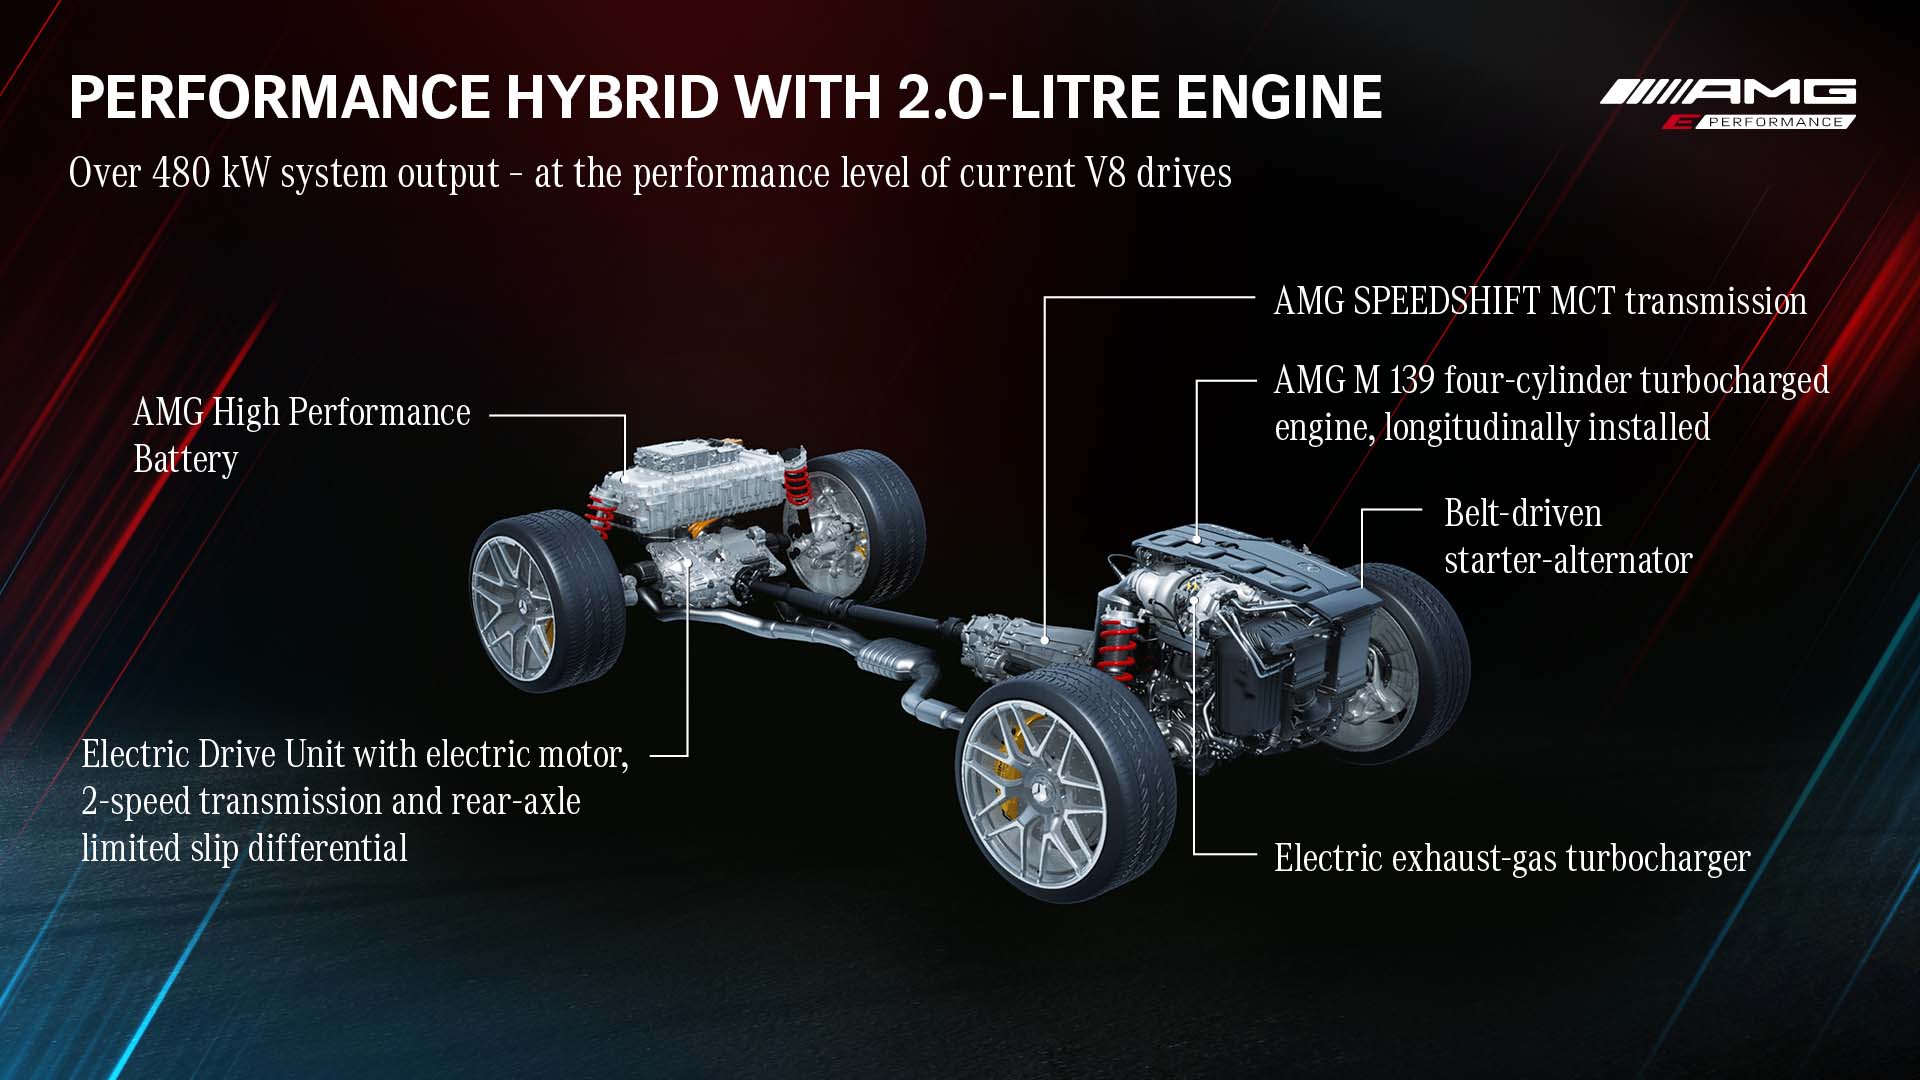 PERFORMANCE HYBRID WITH 2.0-LITRE ENGINE
AMG
E PERFORMANCE
Over 480 kW system output – at the performance level of current V8 drives
AMG SPEEDSHIFT MCT transmission
AMG M 139 four-cylinder turbocharged
engine, longitudinally installed
AMG High Performance
Battery
Belt-driven
starter-alternator
Electric Drive Unit with electric motor,
2-speed transmission and rear-axle
limited slip differential
Electric exhaust-gas turbocharger